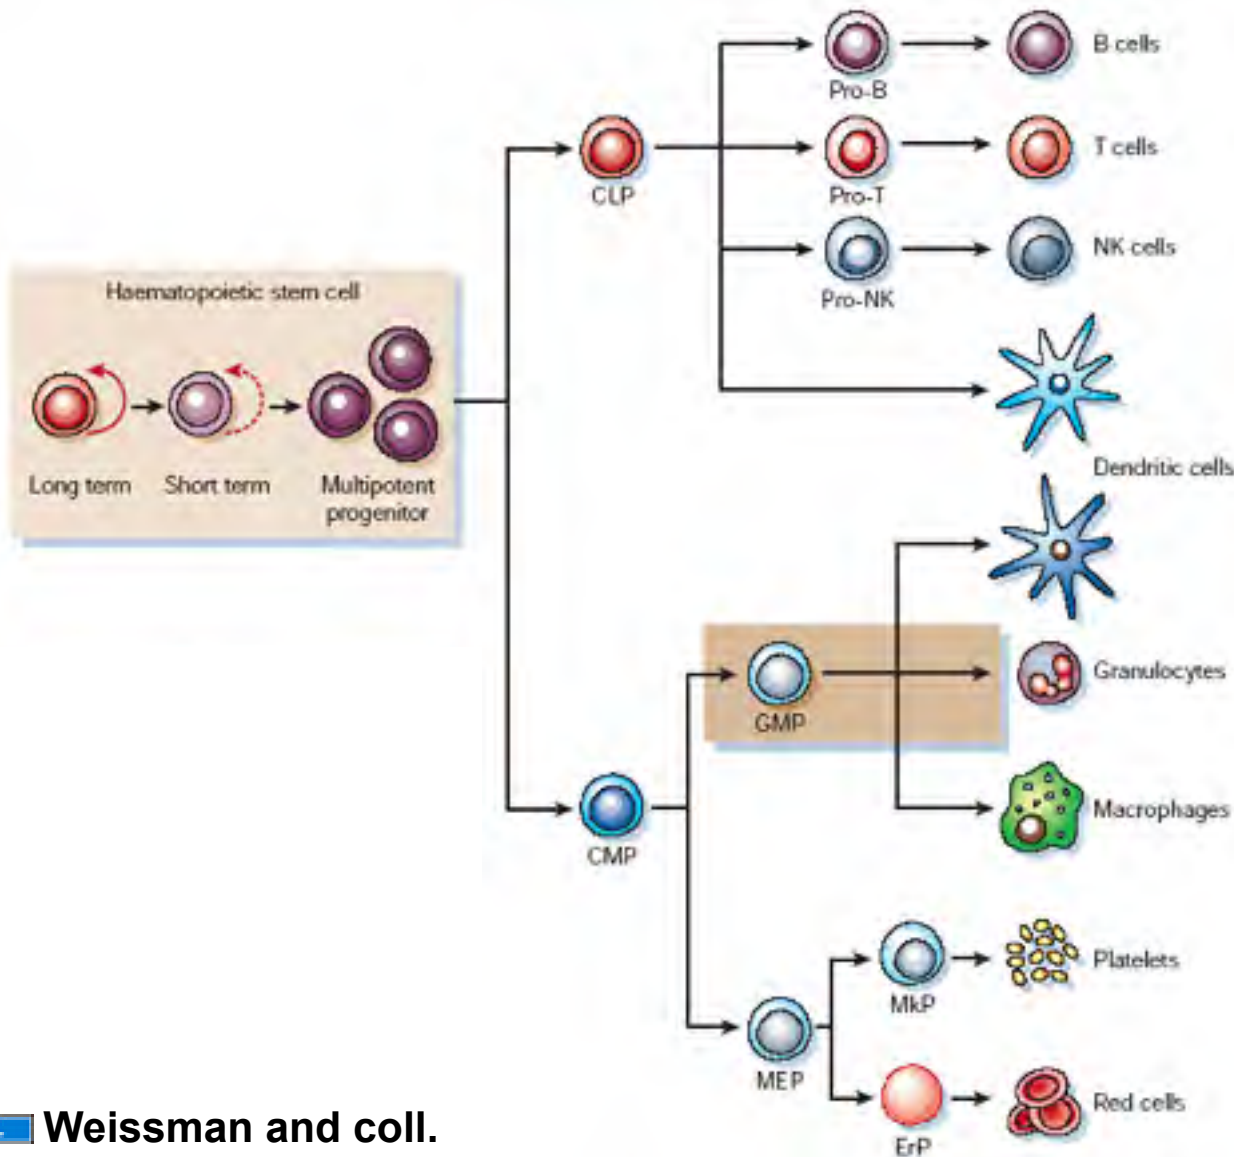 B cells
Pro-B
T cells
CLP
Pro-T
NK cells
Pro-NK
Haematopoietic stem cell
Long term
Short term
Multipotent
progenitor
Dendritic cells
Granulocytes
GMP
Macrophages
CMP
Platelets
MkP
MEP
Red cells
ErP
Weissman and coll.